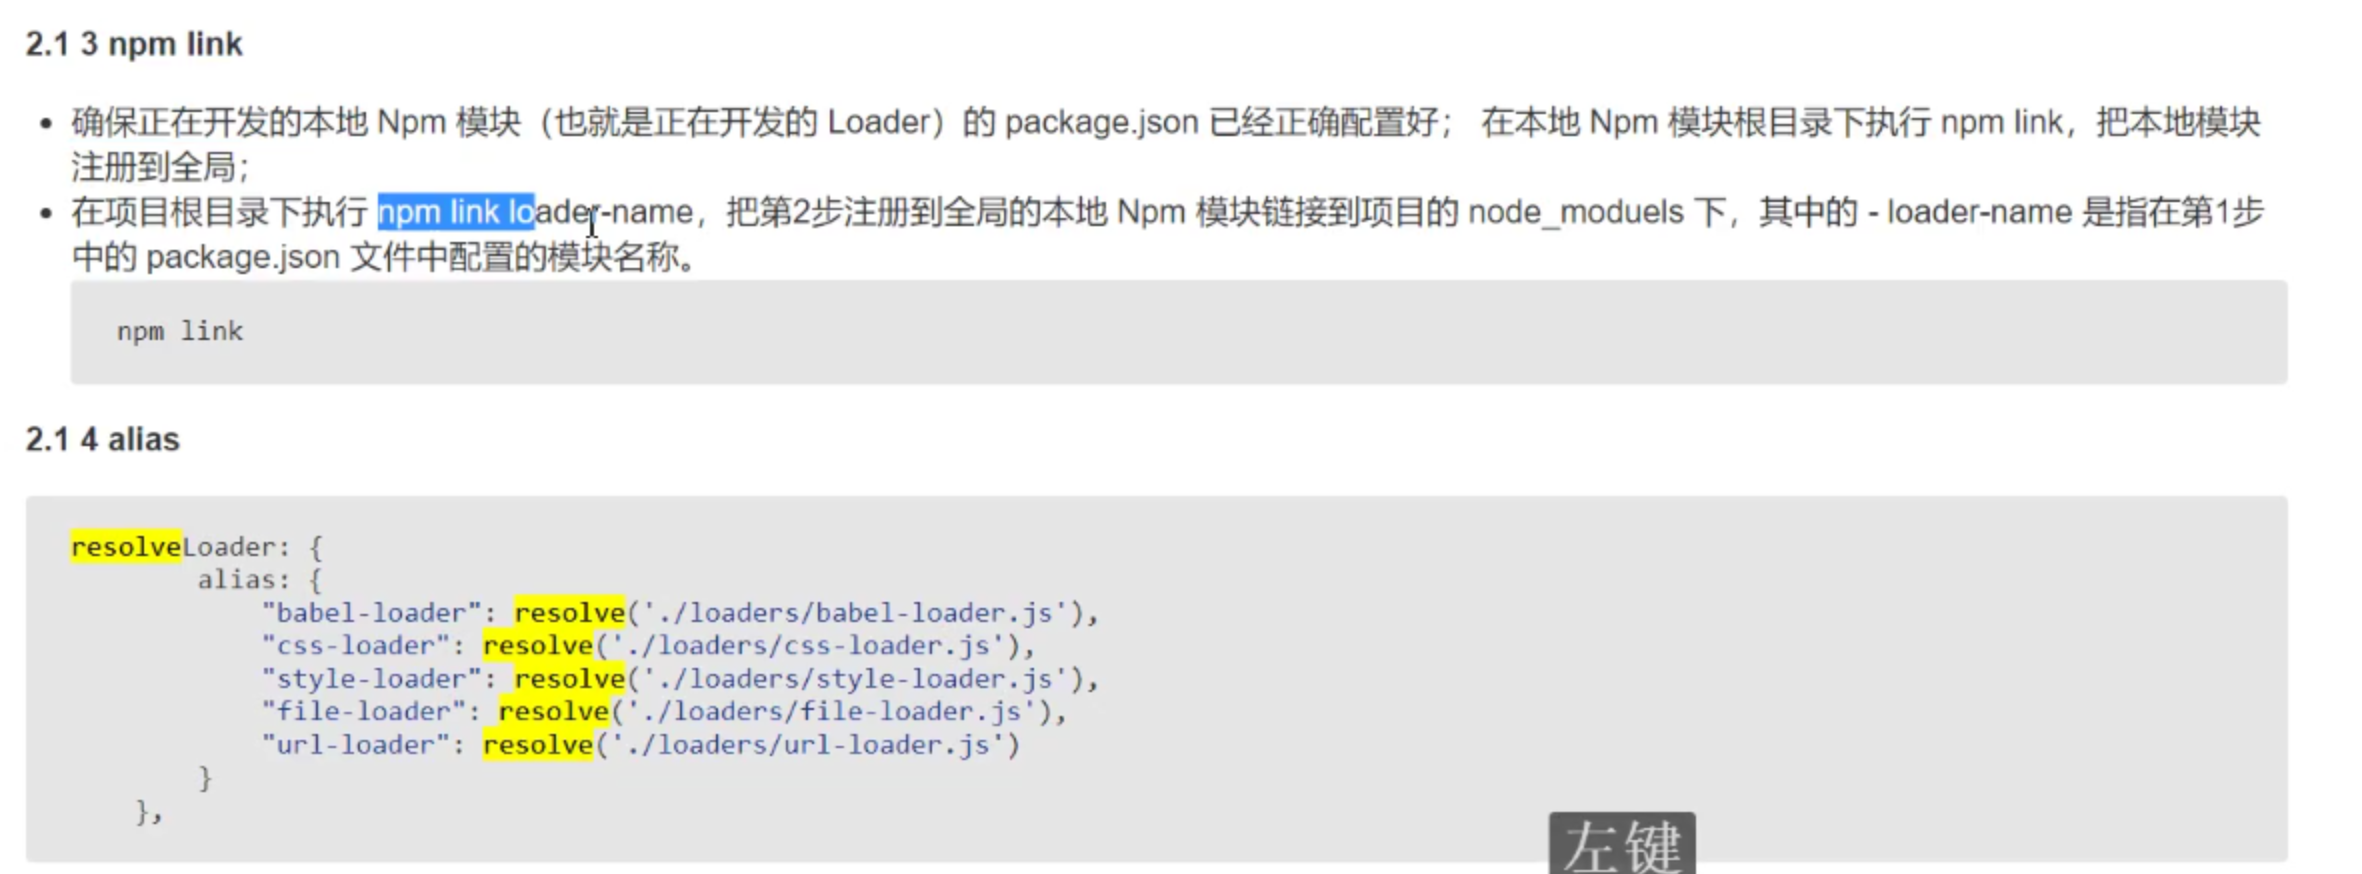 2.1 3 npm link
• 确保正在开发的本地 Npm 模块（也就是正在开发的 Loader）的 package.json 已经正确配置好； 在本地 Npm 模块根目录下执行 npm link，把本地模块
注册到全局；
• 在项目根目录下执行 npm link loader-name，把第2步注册到全局的本地 Npm 模块链接到项目的 node_moduels 下，其中的 - loader-name 是指在第1步
中的 package.json 文件中配置的模块名称。
npm link
2.1 4 alias
resolveLoader: {
alias: {
"babel-loader": resolve('./loaders/babel-loader.js'),
"css-loader": resolve('./loaders/css-loader.js'),
"style-loader": resolve('./loaders/style-loader.js'),
"file-loader": resolve('./loaders/file-loader.js'),
"url-loader": resolve('./loaders/url-loader.js')
}
},
左键